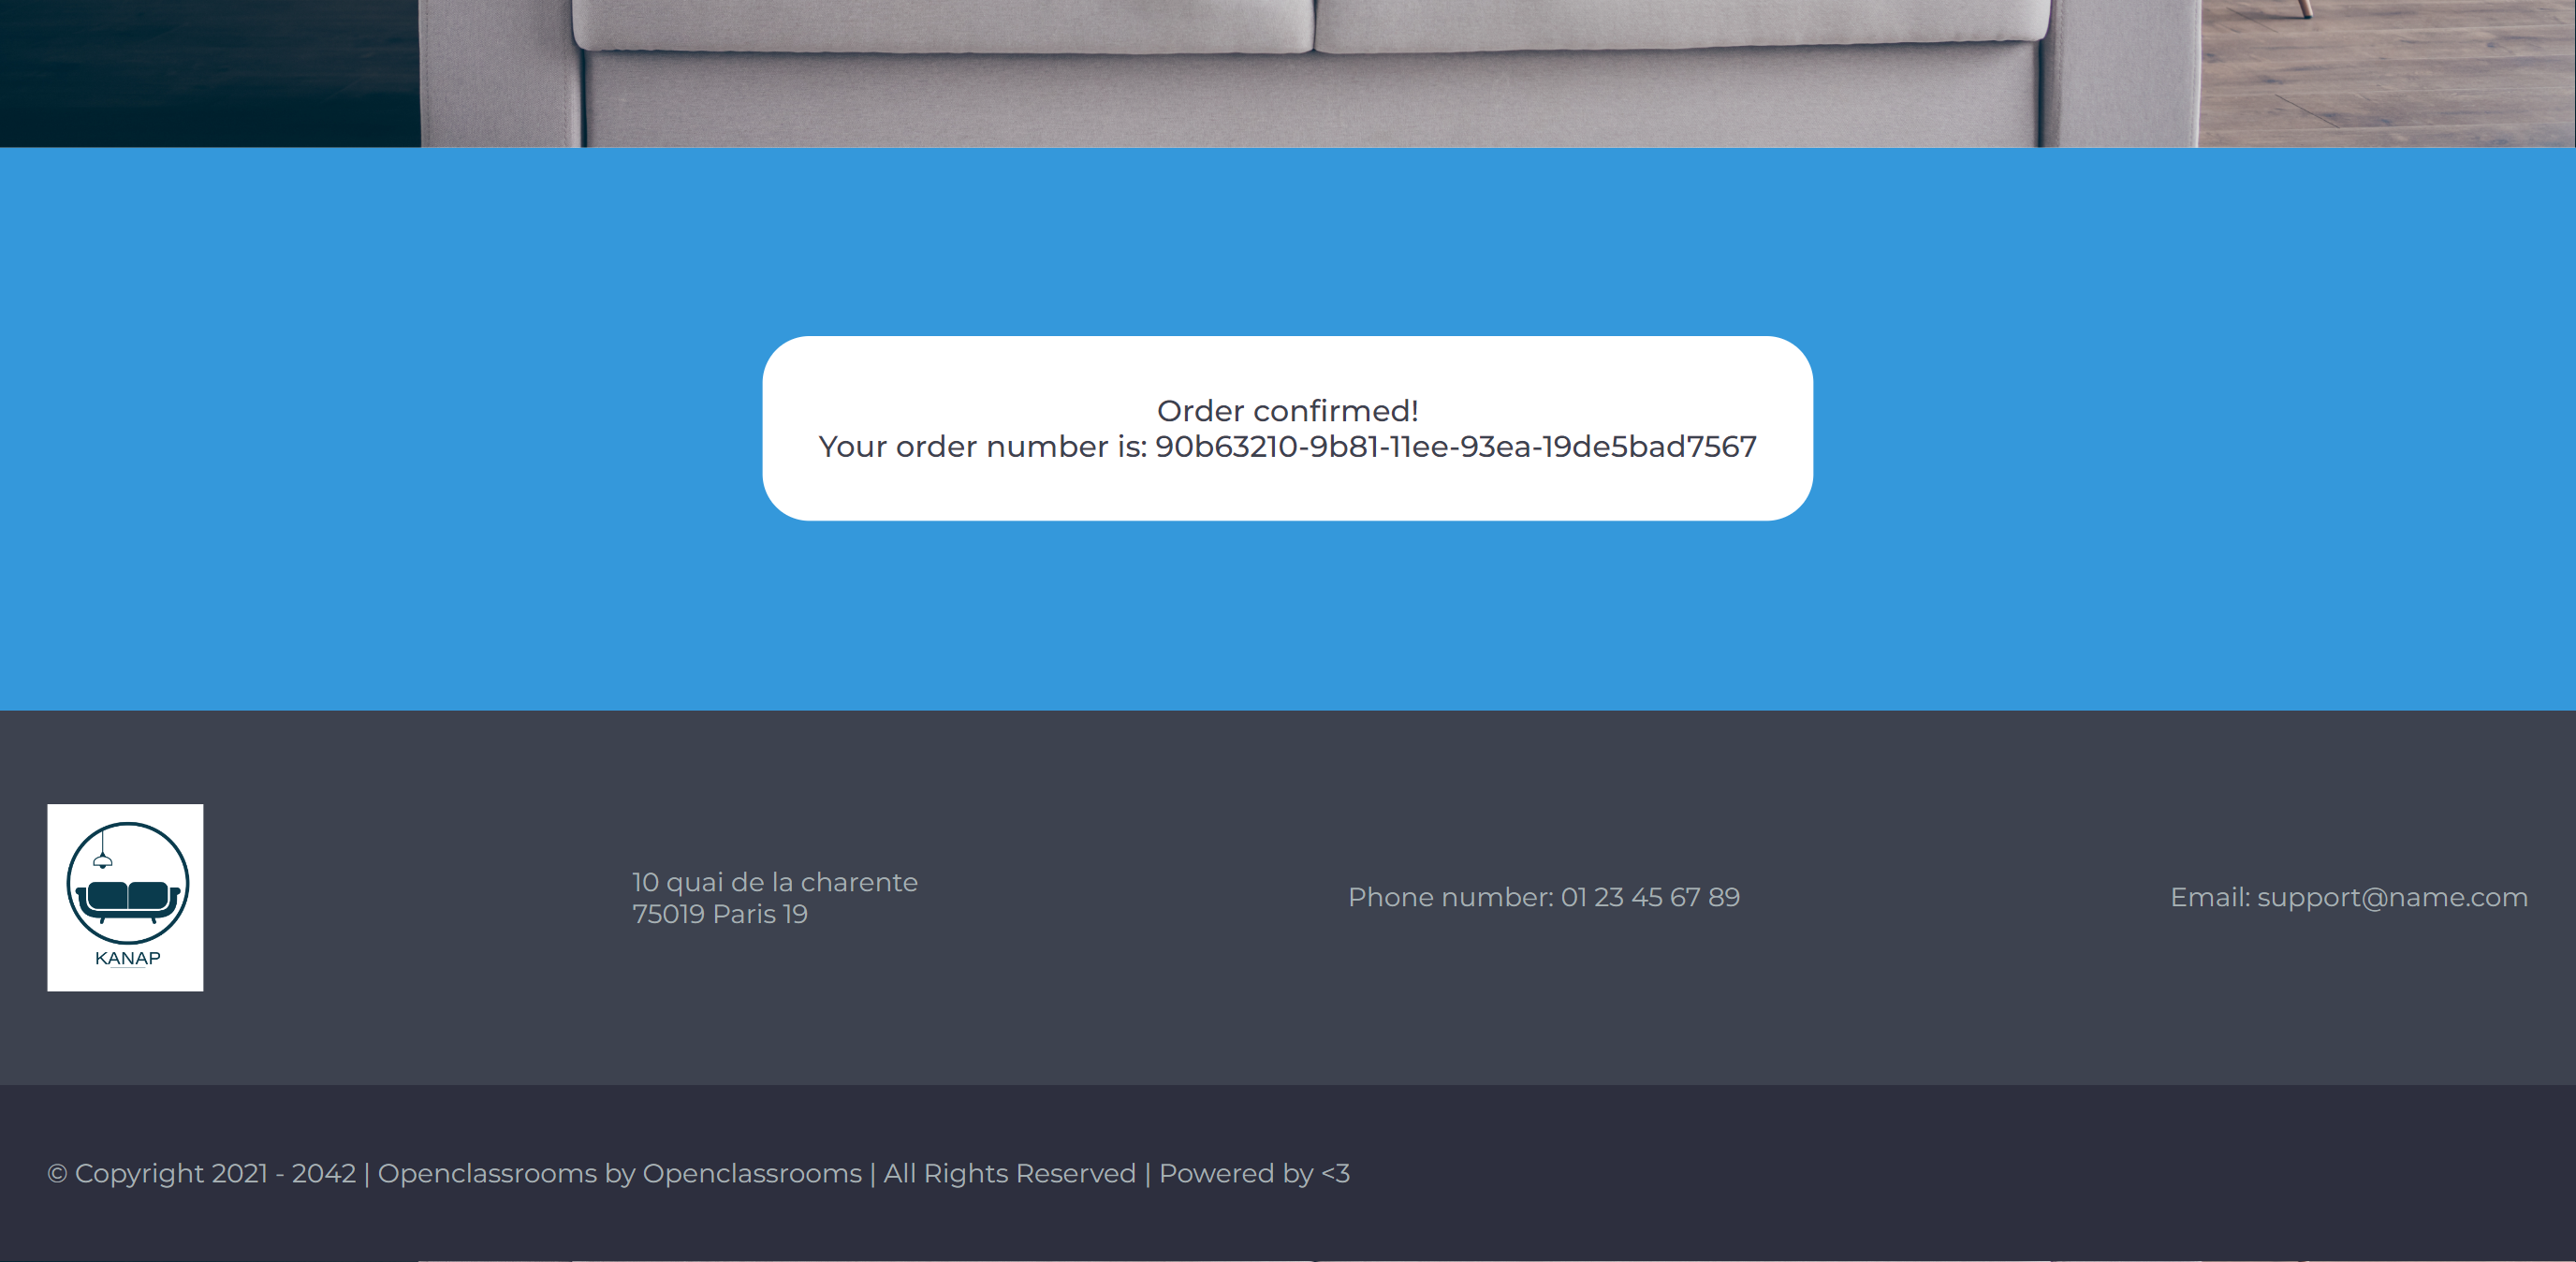 Order confirmed!
Your order number is: 90b63210-9b81-11ee-93ea-19de5bad7567
KANAP
10 quai de la charente
75019 Paris 19
Phone number: 01 23 45 67 89
Email: support@name.com
© Copyright 2021 - 2042 | Openclassrooms by Openclassrooms | All Rights Reserved | Powered by <3